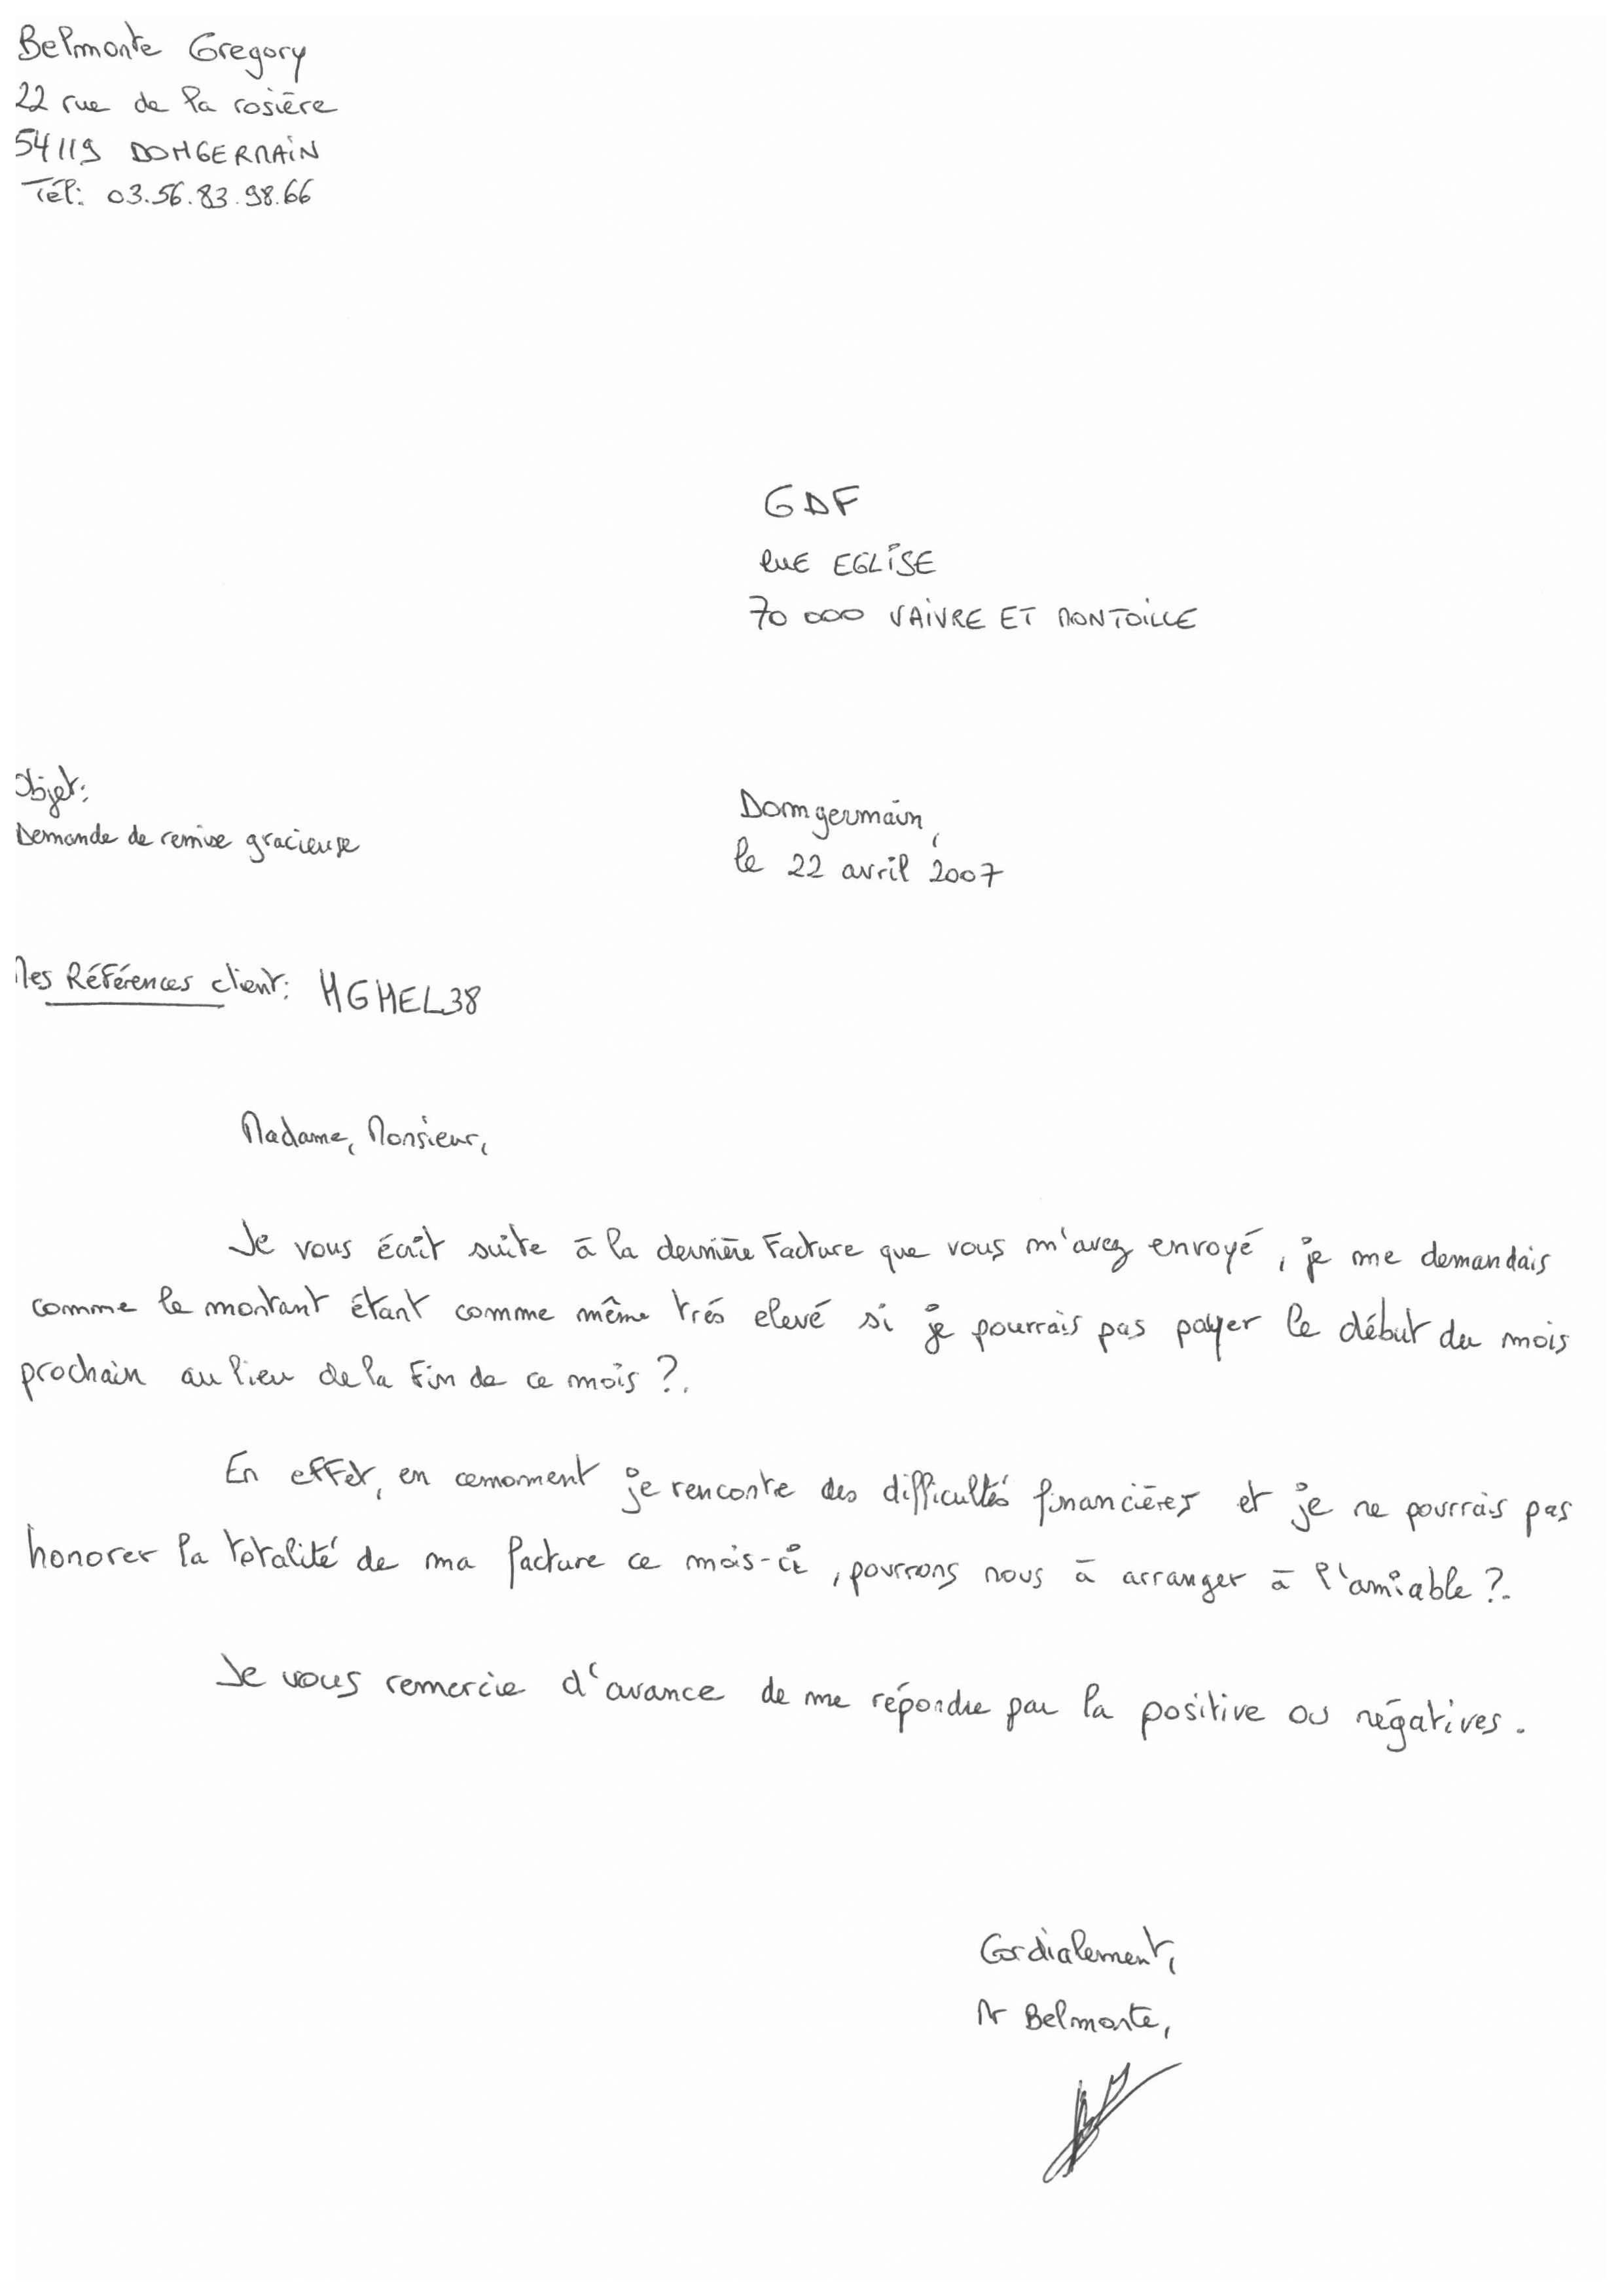 Belmonte Gregory
22 rue de la rosière
54119 DOMGERMAIN
Tél: 03.56.83.98.66
GDF
RUE EGLISE
70 000 VAIVRE ET MONTOILLE
Objet:
Demande de remise gracieuse
Domgermain,
le 22 avril 2007
Mes Références client: HGHEL38
Madame, Monsieur,
Je vous écrit suite à la dernière Facture que vous m'avez envoyé, je me demandais
comme le montant étant comme même trés elevé si je pourrais pas payer le début du mois
prochain au lieu de la Fin de ce mois ?.
En effet, en cemoment je rencontre des difficultés financières et je ne pourrais pas
honorer la totalité de ma facture ce mois-ci, pourrons nous à arranger à l'amiable ?.
Je vous remercie d'avance de me répondre par la positive ou négatives.
Cordialement,
Mr Belmonte,